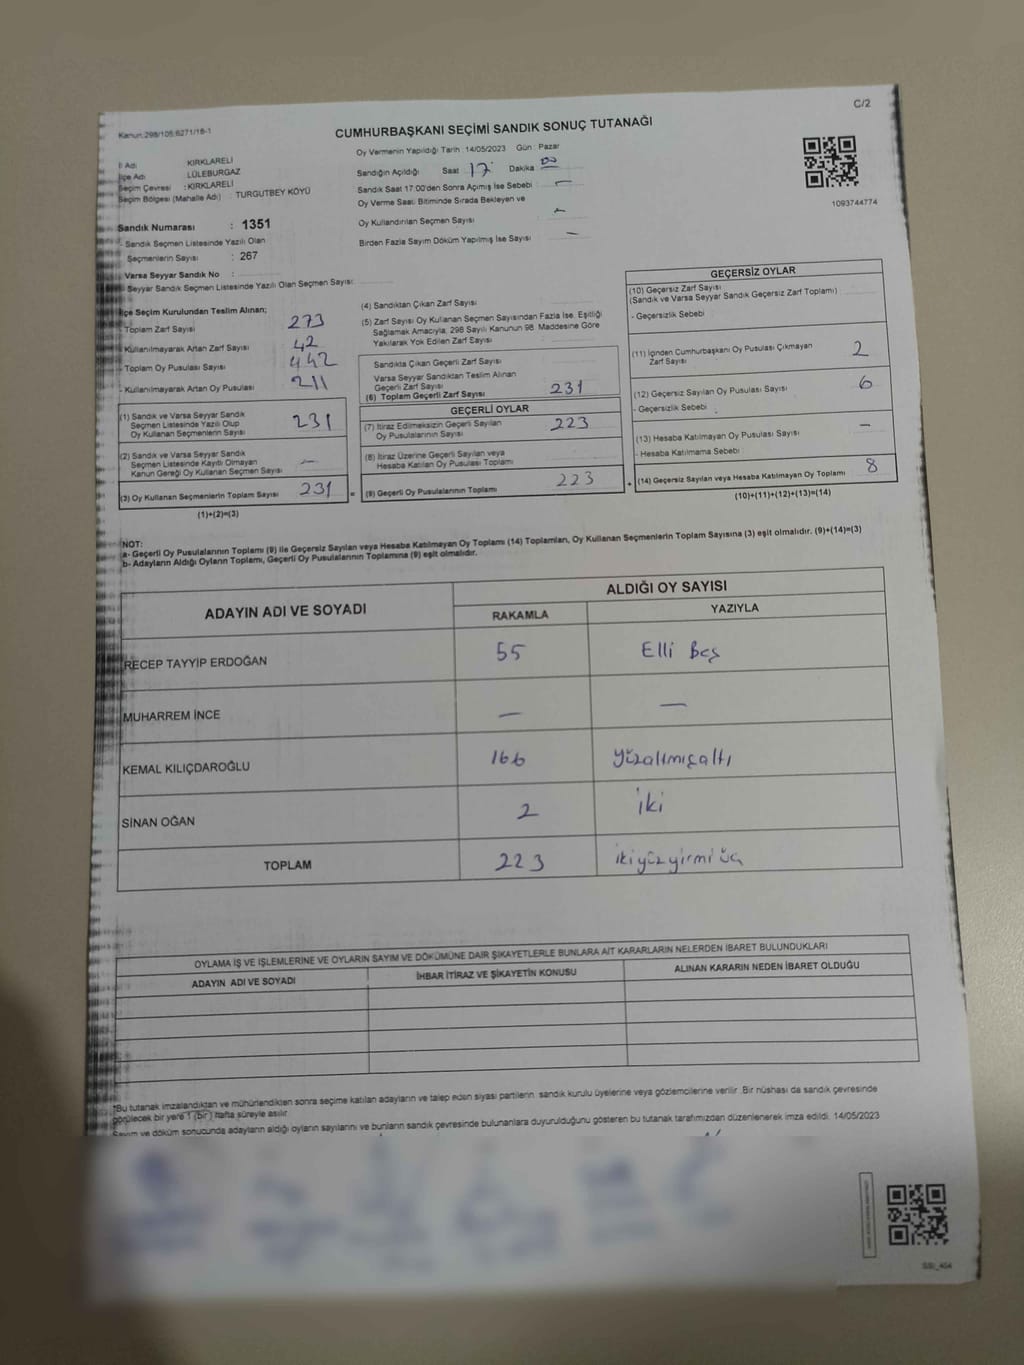 C/2
Kanun:298/105;6271/18-1
CUMHURBAŞKANI SEÇİMİ SANDIK SONUÇ TUTANAĞI
İl Adı : KIRKLARELİ
İlçe Adı : LÜLEBURGAZ
Seçim Çevresi : KIRKLARELİ
Seçim Bölgesi (Mahalle Adı) : TURGUTBEY KÖYÜ
Sandık Numarası : 1351
- Sandık Seçmen Listesinde Yazılı Olan
Seçmenlerin Sayısı : 267
Varsa Seyyar Sandık No :
- Seyyar Sandık Seçmen Listesinde Yazılı Olan Seçmen Sayısı:
Oy Vermenin Yapıldığı Tarih : 14/05/2023 Gün : Pazar
Sandığın Açıldığı Saat 17 Dakika 00
Sandık Saat 17:00'den Sonra Açmış İse Sebebi : —
Oy Verme Saati Bitiminde Sırada Bekleyen ve
Oy Kullandırılan Seçmen Sayısı : —
Birden Fazla Sayım Döküm Yapılmış İse Sayısı : —
1093744774
İlçe Seçim Kurulundan Teslim Alınan;
- Toplam Zarf Sayısı 273
- Kullanılmayarak Artan Zarf Sayısı 42
- Toplam Oy Pusulası Sayısı 442
- Kullanılmayarak Artan Oy Pusulası 211
(1) Sandık ve Varsa Seyyar Sandık
Seçmen Listesinde Yazılı Olup
Oy Kullanan Seçmenlerin Sayısı 231
(2) Sandık ve Varsa Seyyar Sandık
Seçmen Listesinde Kayıtlı Olmayan
Kanun Gereği Oy Kullanan Seçmen Sayısı —
(3) Oy Kullanan Seçmenlerin Toplam Sayısı 231 =
(1)+(2)=(3)
(4) Sandıktan Çıkan Zarf Sayısı
(5) Zarf Sayısı Oy Kullanan Seçmen Sayısından Fazla İse, Eşitliği
Sağlamak Amacıyla; 298 Sayılı Kanunun 98. Maddesine Göre
Yakılarak Yok Edilen Zarf Sayısı
Sandıkta Çıkan Geçerli Zarf Sayısı
Varsa Seyyar Sandıktan Teslim Alınan
Geçerli Zarf Sayısı
(6) Toplam Geçerli Zarf Sayısı 231
GEÇERLİ OYLAR
(7) İtiraz Edilmeksizin Geçerli Sayılan
Oy Pusulalarının Sayısı 223
(8) İtiraz Üzerine Geçerli Sayılan veya
Hesaba Katılan Oy Pusulası Toplamı
(9) Geçerli Oy Pusulalarının Toplamı 223 +
GEÇERSİZ OYLAR
(10) Geçersiz Zarf Sayısı
(Sandık ve Varsa Seyyar Sandık Geçersiz Zarf Toplamı) :
- Geçersizlik Sebebi
(11) İçinden Cumhurbaşkanı Oy Pusulası Çıkmayan
Zarf Sayısı 2
(12) Geçersiz Sayılan Oy Pusulası Sayısı 6
- Geçersizlik Sebebi :
(13) Hesaba Katılmayan Oy Pusulası Sayısı —
- Hesaba Katılmama Sebebi
(14) Geçersiz Sayılan veya Hesaba Katılmayan Oy Toplamı 8
(10)+(11)+(12)+(13)=(14)
NOT:
a- Geçerli Oy Pusulalarının Toplamı (9) ile Geçersiz Sayılan veya Hesaba Katılmayan Oy Toplamı (14) Toplamları, Oy Kullanan Seçmenlerin Toplam Sayısına (3) eşit olmalıdır. (9)+(14)=(3)
b- Adayların Aldığı Oyların Toplamı, Geçerli Oy Pusulalarının Toplamına (9) eşit olmalıdır.
ADAYIN ADI VE SOYADI
ALDIĞI OY SAYISI
RAKAMLA YAZIYLA
RECEP TAYYİP ERDOĞAN 55 Elli Beş
MUHARREM İNCE — —
KEMAL KILIÇDAROĞLU 166 yüzaltmışaltı
SİNAN OĞAN 2 iki
TOPLAM 223 ikiyüzyirmi üç
OYLAMA İŞ VE İŞLEMLERİNE VE OYLARIN SAYIM VE DÖKÜMÜNE DAİR ŞİKAYETLERLE BUNLARA AİT KARARLARIN NELERDEN İBARET BULUNDUKLARI
ADAYIN ADI VE SOYADI İHBAR İTİRAZ VE ŞİKAYETİN KONUSU ALINAN KARARIN NEDEN İBARET OLDUĞU
*Bu tutanak imzalandıktan ve mühürlendikten sonra seçime katılan adayların ve talep eden siyasi partilerin sandık kurulu üyelerine veya gözlemcilerine verilir. Bir nüshası da sandık çevresinde
görülecek bir yere 1 (bir) hafta süreyle asılır.
Sayım ve döküm sonucunda adayların aldığı oyların sayılarını ve bunların sandık çevresinde bulunanlara duyurulduğunu gösteren bu tutanak tarafımızdan düzenlenerek imza edildi. 14/05/2023
SSI_404